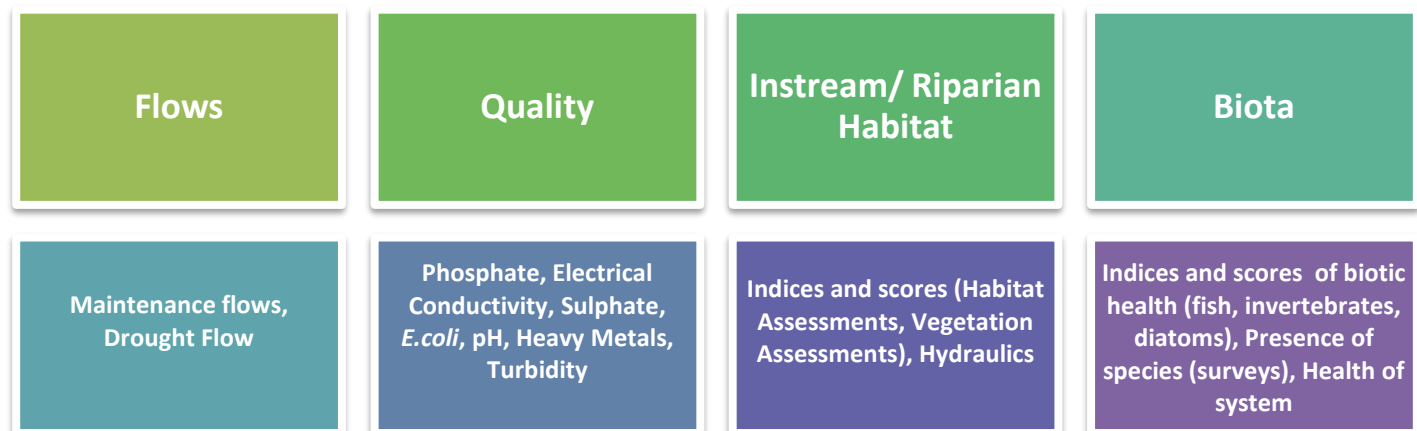 Flows
Quality
Instream/ Riparian
Habitat
Biota
Maintenance flows,
Drought Flow
Phosphate, Electrical
Conductivity, Sulphate,
E.coli, pH, Heavy Metals,
Turbidity
Indices and scores (Habitat
Assessments, Vegetation
Assessments), Hydraulics
Indices and scores of biotic
health (fish, invertebrates,
diatoms), Presence of
species (surveys), Health of
system